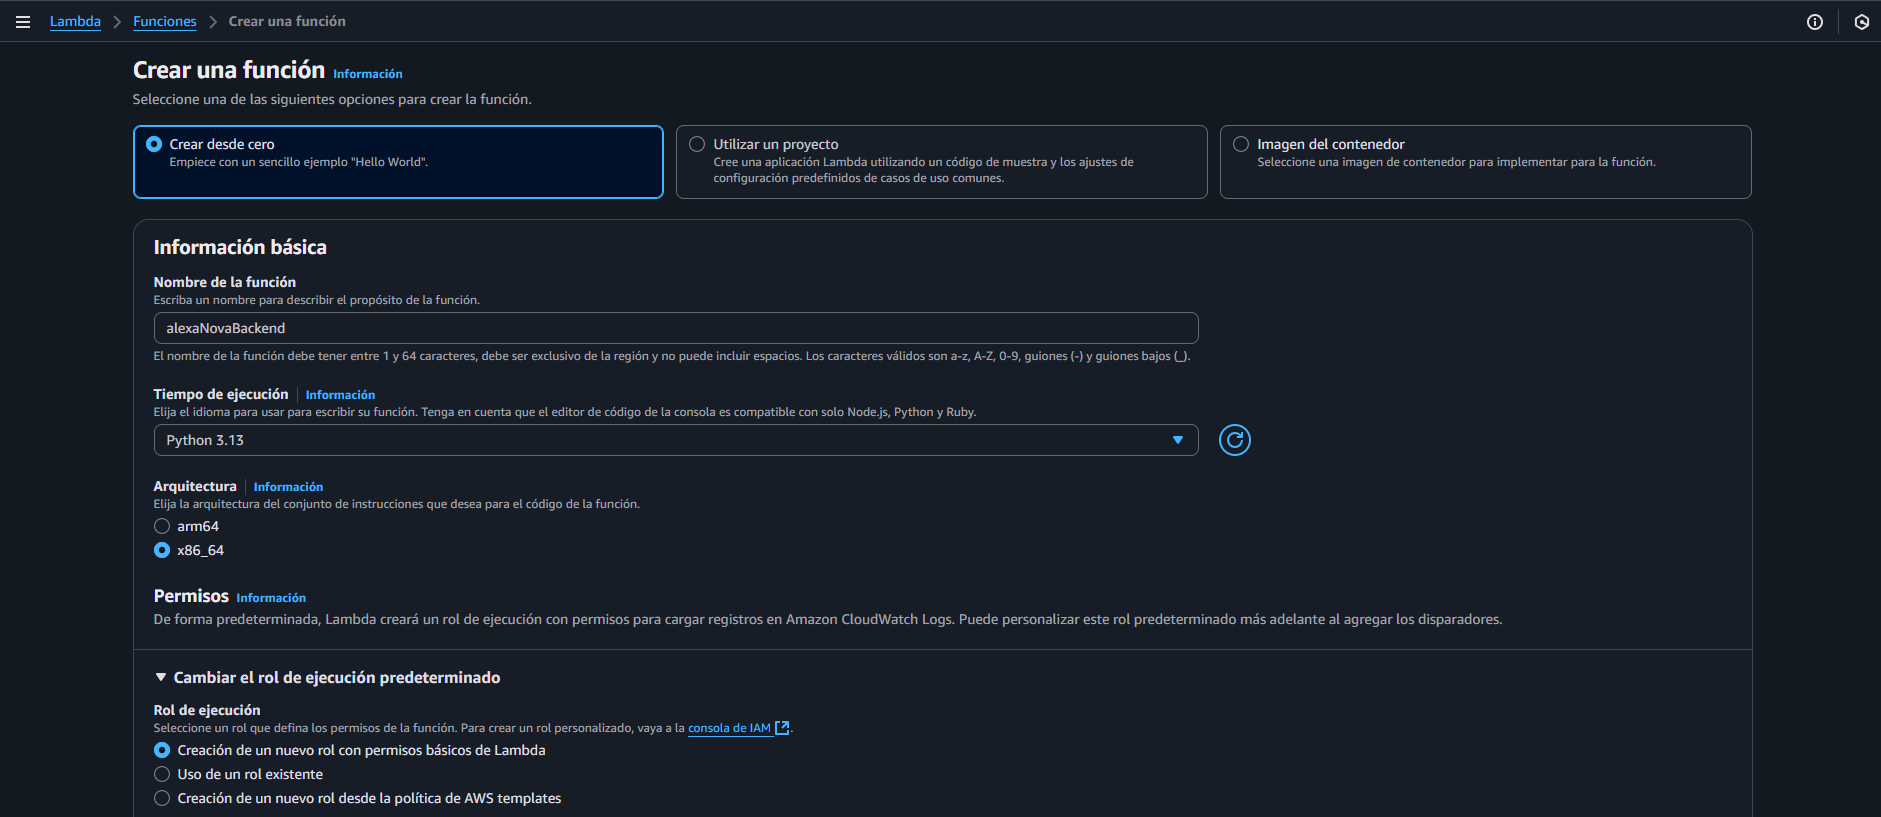 Lambda > Funciones > Crear una función
Crear una función Información
Seleccione una de las siguientes opciones para crear la función.
Crear desde cero
Empiece con un sencillo ejemplo "Hello World".
Utilizar un proyecto
Cree una aplicación Lambda utilizando un código de muestra y los ajustes de
configuración predefinidos de casos de uso comunes.
Imagen del contenedor
Seleccione una imagen de contenedor para implementar para la función.
Información básica
Nombre de la función
Escriba un nombre para describir el propósito de la función.
alexaNovaBackend
El nombre de la función debe tener entre 1 y 64 caracteres, debe ser exclusivo de la región y no puede incluir espacios. Los caracteres válidos son a-z, A-Z, 0-9, guiones (-) y guiones bajos (_).
Tiempo de ejecución | Información
Elija el idioma para usar para escribir su función. Tenga en cuenta que el editor de código de la consola es compatible con solo Node.js, Python y Ruby.
Python 3.13
Arquitectura | Información
Elija la arquitectura del conjunto de instrucciones que desea para el código de la función.
arm64
x86_64
Permisos Información
De forma predeterminada, Lambda creará un rol de ejecución con permisos para cargar registros en Amazon CloudWatch Logs. Puede personalizar este rol predeterminado más adelante al agregar los disparadores.
Cambiar el rol de ejecución predeterminado
Rol de ejecución
Seleccione un rol que defina los permisos de la función. Para crear un rol personalizado, vaya a la consola de IAM.
Creación de un nuevo rol con permisos básicos de Lambda
Uso de un rol existente
Creación de un nuevo rol desde la política de AWS templates